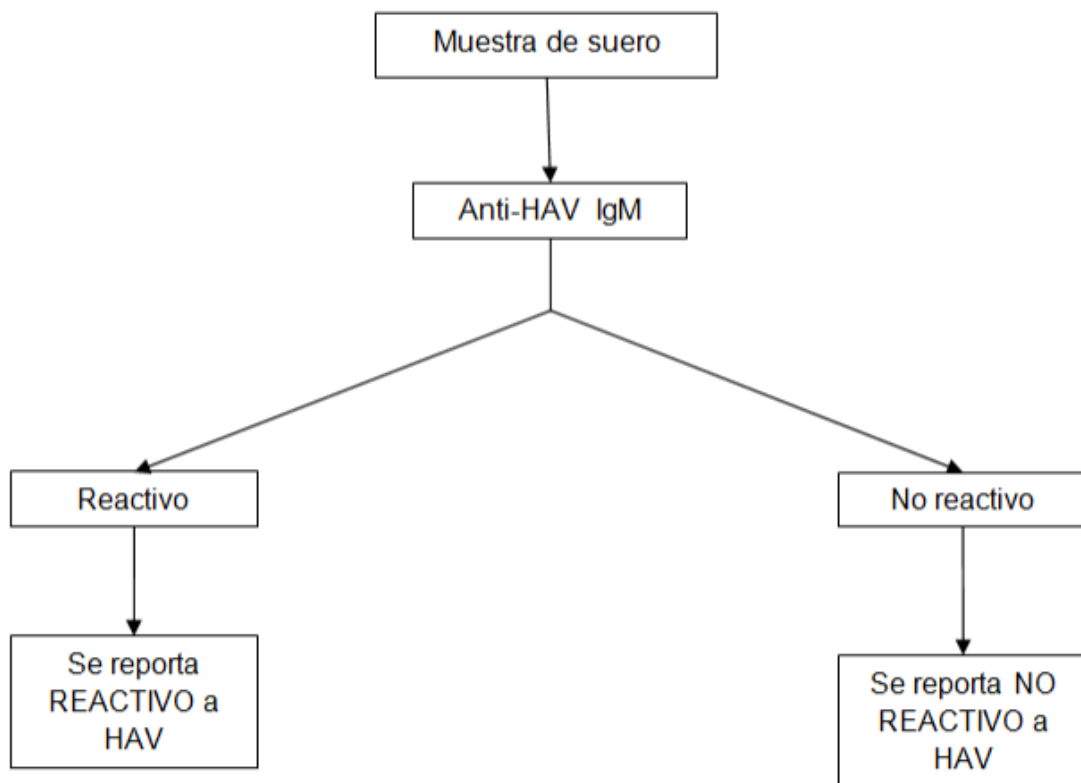 Muestra de suero
Anti-HAV IgM
Reactivo
No reactivo
Se reporta
REACTIVO a
HAV
Se reporta NO
REACTIVO a
HAV